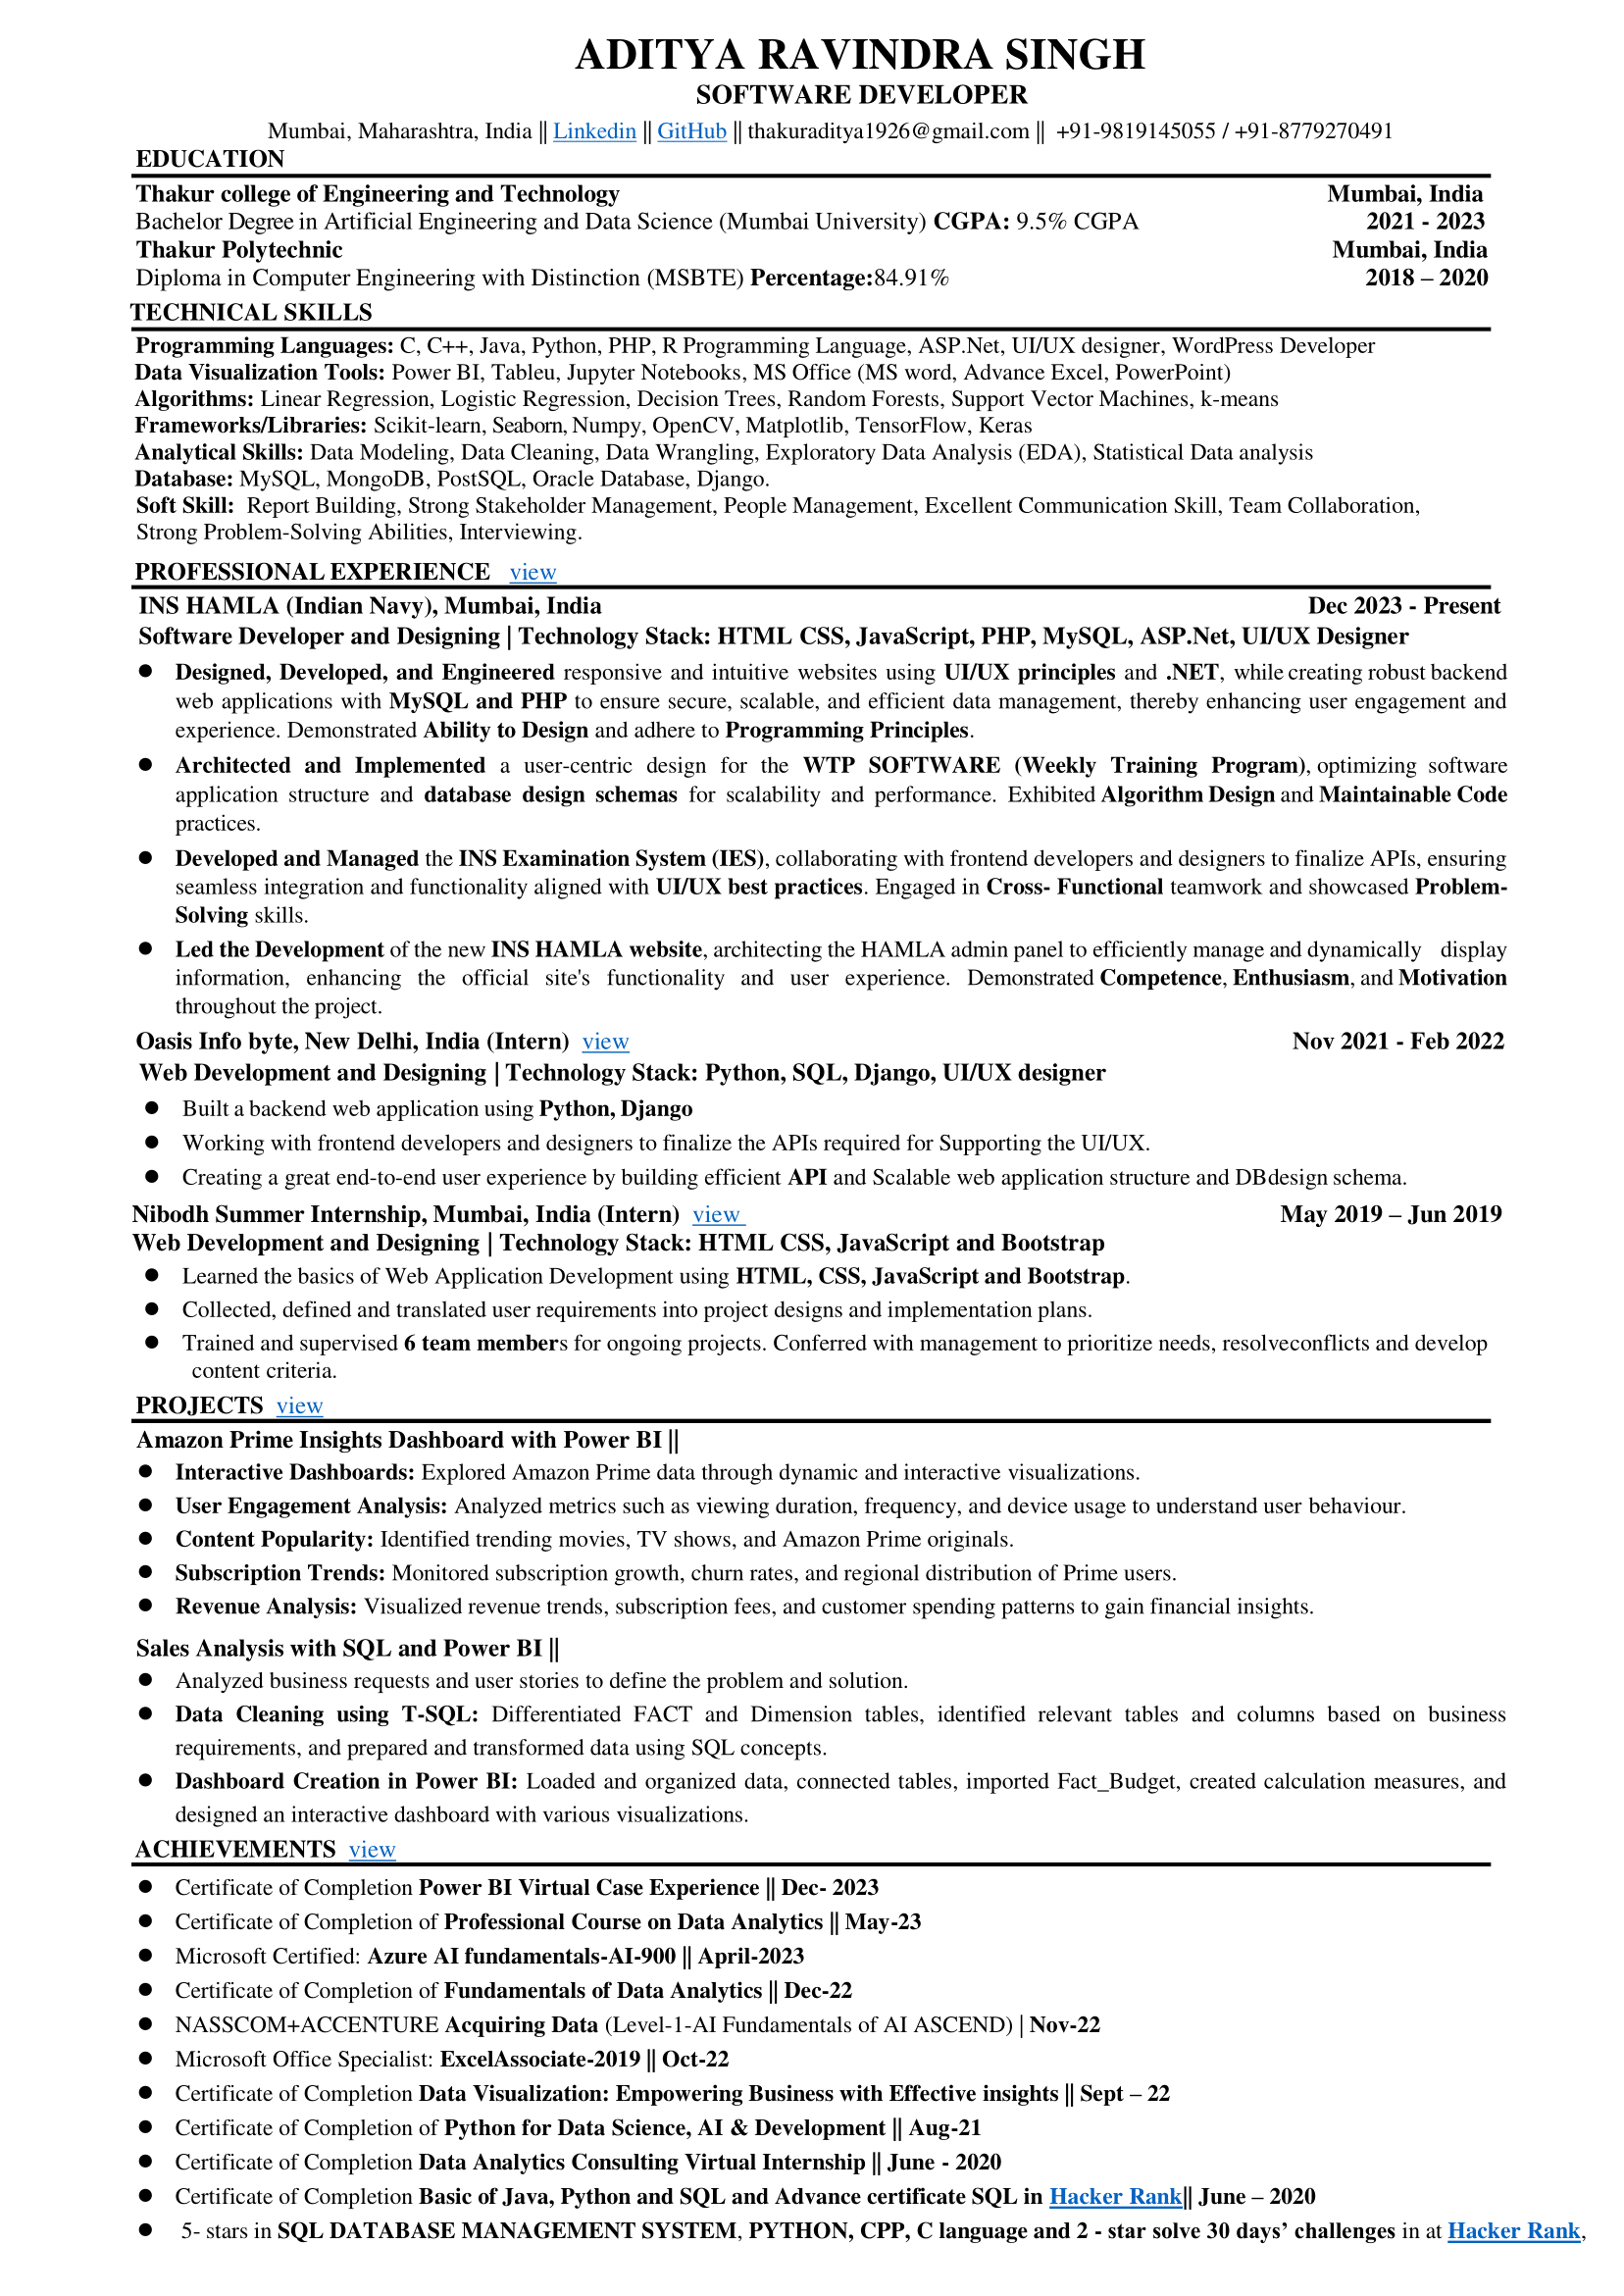 ADITYA RAVINDRA SINGH
SOFTWARE DEVELOPER
Mumbai, Maharashtra, India || Linkedin || GitHub || thakuraditya1926@gmail.com || +91-9819145055 / +91-8779270491
EDUCATION
Thakur college of Engineering and Technology Mumbai, India
Bachelor Degree in Artificial Engineering and Data Science (Mumbai University) CGPA: 9.5% CGPA 2021 - 2023
Thakur Polytechnic Mumbai, India
Diploma in Computer Engineering with Distinction (MSBTE) Percentage:84.91% 2018 – 2020
TECHNICAL SKILLS
Programming Languages: C, C++, Java, Python, PHP, R Programming Language, ASP.Net, UI/UX designer, WordPress Developer
Data Visualization Tools: Power BI, Tableu, Jupyter Notebooks, MS Office (MS word, Advance Excel, PowerPoint)
Algorithms: Linear Regression, Logistic Regression, Decision Trees, Random Forests, Support Vector Machines, k-means
Frameworks/Libraries: Scikit-learn, Seaborn, Numpy, OpenCV, Matplotlib, TensorFlow, Keras
Analytical Skills: Data Modeling, Data Cleaning, Data Wrangling, Exploratory Data Analysis (EDA), Statistical Data analysis
Database: MySQL, MongoDB, PostSQL, Oracle Database, Django.
Soft Skill: Report Building, Strong Stakeholder Management, People Management, Excellent Communication Skill, Team Collaboration,
Strong Problem-Solving Abilities, Interviewing.
PROFESSIONAL EXPERIENCE view
INS HAMLA (Indian Navy), Mumbai, India Dec 2023 - Present
Software Developer and Designing | Technology Stack: HTML CSS, JavaScript, PHP, MySQL, ASP.Net, UI/UX Designer
● Designed, Developed, and Engineered responsive and intuitive websites using UI/UX principles and .NET, while creating robust backend
web applications with MySQL and PHP to ensure secure, scalable, and efficient data management, thereby enhancing user engagement and
experience. Demonstrated Ability to Design and adhere to Programming Principles.
● Architected and Implemented a user-centric design for the WTP SOFTWARE (Weekly Training Program), optimizing software
application structure and database design schemas for scalability and performance. Exhibited Algorithm Design and Maintainable Code
practices.
● Developed and Managed the INS Examination System (IES), collaborating with frontend developers and designers to finalize APIs, ensuring
seamless integration and functionality aligned with UI/UX best practices. Engaged in Cross- Functional teamwork and showcased Problem-
Solving skills.
● Led the Development of the new INS HAMLA website, architecting the HAMLA admin panel to efficiently manage and dynamically display
information, enhancing the official site's functionality and user experience. Demonstrated Competence, Enthusiasm, and Motivation
throughout the project.
Oasis Info byte, New Delhi, India (Intern) view Nov 2021 - Feb 2022
Web Development and Designing | Technology Stack: Python, SQL, Django, UI/UX designer
● Built a backend web application using Python, Django
● Working with frontend developers and designers to finalize the APIs required for Supporting the UI/UX.
● Creating a great end-to-end user experience by building efficient API and Scalable web application structure and DBdesign schema.
Nibodh Summer Internship, Mumbai, India (Intern) view May 2019 – Jun 2019
Web Development and Designing | Technology Stack: HTML CSS, JavaScript and Bootstrap
● Learned the basics of Web Application Development using HTML, CSS, JavaScript and Bootstrap.
● Collected, defined and translated user requirements into project designs and implementation plans.
● Trained and supervised 6 team members for ongoing projects. Conferred with management to prioritize needs, resolveconflicts and develop
content criteria.
PROJECTS view
Amazon Prime Insights Dashboard with Power BI ||
● Interactive Dashboards: Explored Amazon Prime data through dynamic and interactive visualizations.
● User Engagement Analysis: Analyzed metrics such as viewing duration, frequency, and device usage to understand user behaviour.
● Content Popularity: Identified trending movies, TV shows, and Amazon Prime originals.
● Subscription Trends: Monitored subscription growth, churn rates, and regional distribution of Prime users.
● Revenue Analysis: Visualized revenue trends, subscription fees, and customer spending patterns to gain financial insights.
Sales Analysis with SQL and Power BI ||
● Analyzed business requests and user stories to define the problem and solution.
● Data Cleaning using T-SQL: Differentiated FACT and Dimension tables, identified relevant tables and columns based on business
requirements, and prepared and transformed data using SQL concepts.
● Dashboard Creation in Power BI: Loaded and organized data, connected tables, imported Fact_Budget, created calculation measures, and
designed an interactive dashboard with various visualizations.
ACHIEVEMENTS view
● Certificate of Completion Power BI Virtual Case Experience || Dec- 2023
● Certificate of Completion of Professional Course on Data Analytics || May-23
● Microsoft Certified: Azure AI fundamentals-AI-900 || April-2023
● Certificate of Completion of Fundamentals of Data Analytics || Dec-22
● NASSCOM+ACCENTURE Acquiring Data (Level-1-AI Fundamentals of AI ASCEND) | Nov-22
● Microsoft Office Specialist: ExcelAssociate-2019 || Oct-22
● Certificate of Completion Data Visualization: Empowering Business with Effective insights || Sept – 22
● Certificate of Completion of Python for Data Science, AI & Development || Aug-21
● Certificate of Completion Data Analytics Consulting Virtual Internship || June - 2020
● Certificate of Completion Basic of Java, Python and SQL and Advance certificate SQL in Hacker Rank|| June – 2020
● 5- stars in SQL DATABASE MANAGEMENT SYSTEM, PYTHON, CPP, C language and 2 - star solve 30 days’ challenges in at Hacker Rank,